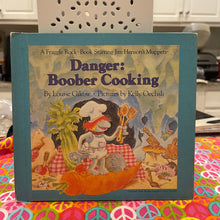 A Fraggle Rock Book Starring Jim Henson's Muppets
Danger:
Boober Cooking
By Louise Gikow · Pictures by Kelly Oechsli